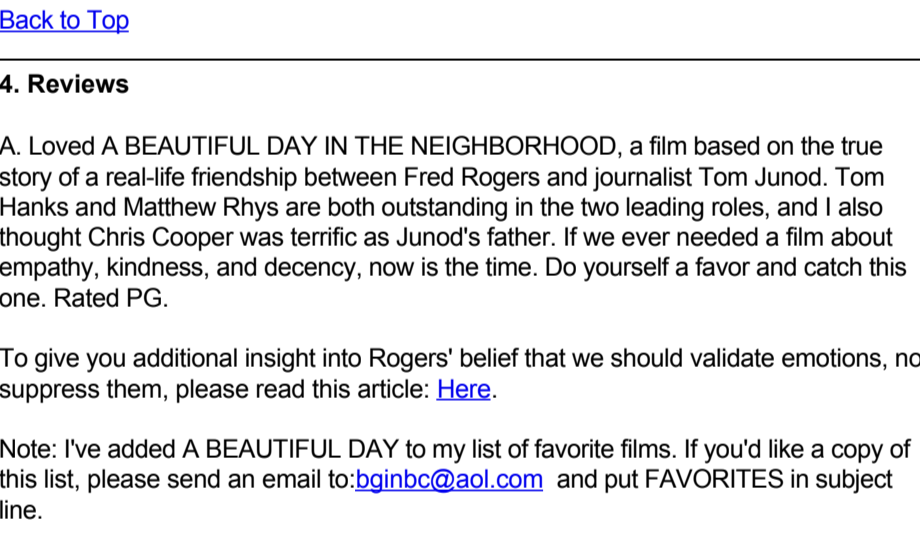 Back to Top
4. Reviews
A. Loved A BEAUTIFUL DAY IN THE NEIGHBORHOOD, a film based on the true
story of a real-life friendship between Fred Rogers and journalist Tom Junod. Tom
Hanks and Matthew Rhys are both outstanding in the two leading roles, and I also
thought Chris Cooper was terrific as Junod's father. If we ever needed a film about
empathy, kindness, and decency, now is the time. Do yourself a favor and catch this
one. Rated PG.
To give you additional insight into Rogers' belief that we should validate emotions, no
suppress them, please read this article: Here.
Note: I've added A BEAUTIFUL DAY to my list of favorite films. If you'd like a copy of
this list, please send an email to:bginbc@aol.com  and put FAVORITES in subject
line.